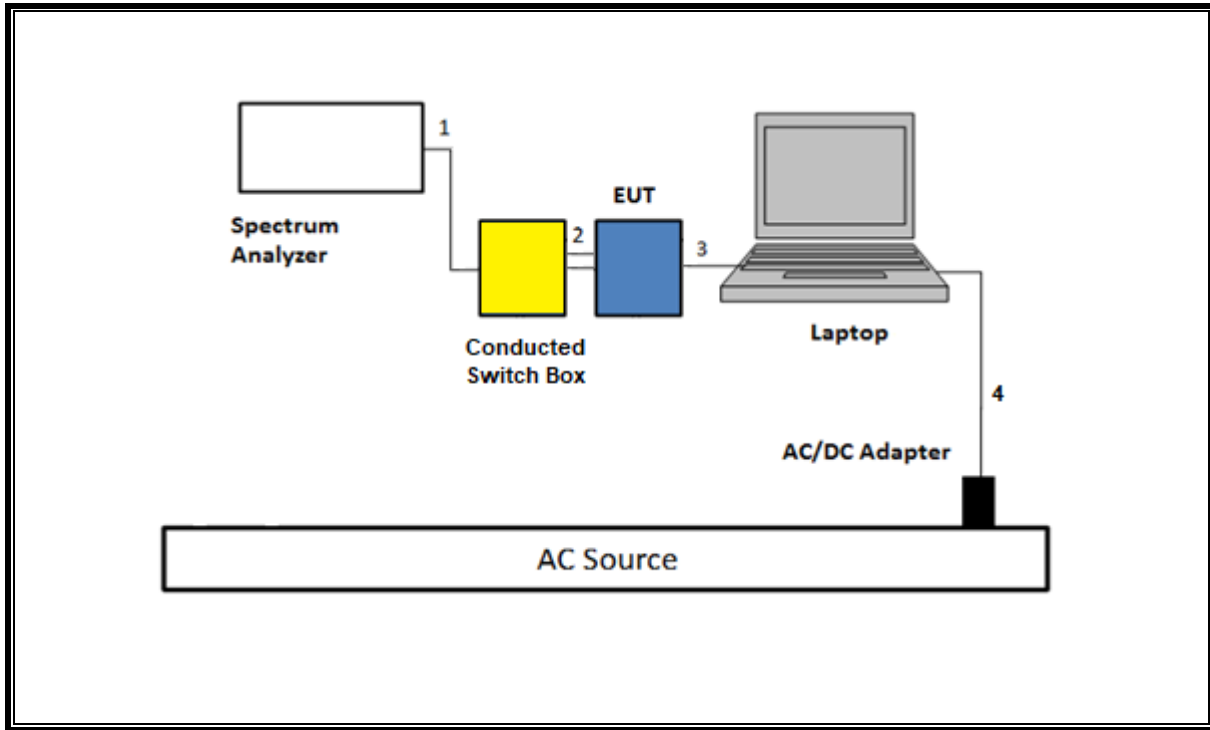 1
Spectrum
Analyzer
Conducted
Switch Box
2
EUT
3
Laptop
4
AC/DC Adapter
AC Source